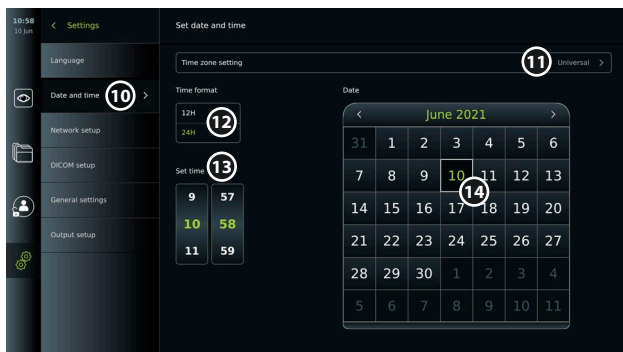 10:58
10 Jun
Settings
Set date and time
Language
Time zone setting
11
Universal
Date and time
10
Time format
Date
12H
24H
12
June 2021
Network setup
31 1 2 3 4 5 6
DICOM setup
Set time
13
7 8 9 10 11 12 13
14
General settings
9 57
10 58
11 59
14 15 16 17 18 19 20
Output setup
21 22 23 24 25 26 27
28 29 30 1 2 3 4
5 6 7 8 9 10 11